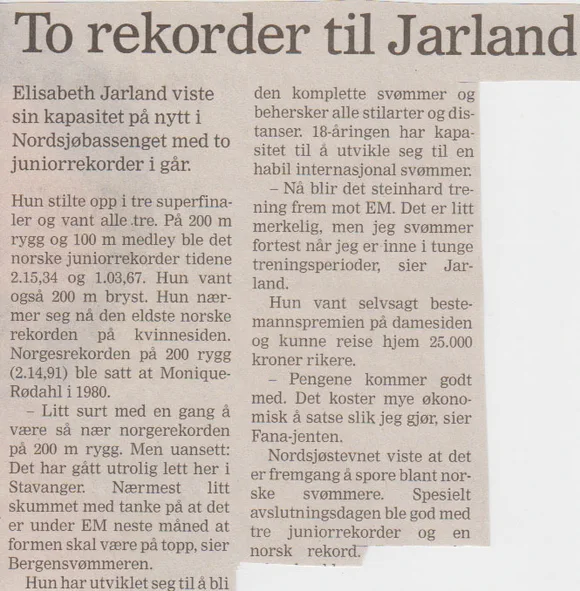 To rekorder til Jarland
Elisabeth Jarland viste
sin kapasitet på nytt i
Nordsjøbassenget med to
juniorrekorder i går.
Hun stilte opp i tre superfina-
ler og vant alle tre. På 200 m
rygg og 100 m medley ble det
norske juniorrekorder tidene
2.15,34 og 1.03,67. Hun vant
også 200 m bryst. Hun nær-
mer seg nå den eldste norske
rekorden på kvinnesiden.
Norgesrekorden på 200 rygg
(2.14,91) ble satt at Monique-
Rødahl i 1980.
– Litt surt med en gang å
være så nær norgerekorden
på 200 m rygg. Men uansett:
Det har gått utrolig lett her i
Stavanger. Nærmest litt
skummet med tanke på at det
er under EM neste måned at
formen skal være på topp, sier
Bergensvømmeren.
Hun har utviklet seg til å bli
den komplette svømmer og
behersker alle stilarter og dis-
tanser. 18-åringen har kapa-
sitet til å utvikle seg til en
habil internasjonal svømmer.
– Nå blir det steinhard tre-
ning frem mot EM. Det er litt
merkelig, men jeg svømmer
fortest når jeg er inne i tunge
treningsperioder, sier Jar-
land.
Hun vant selvsagt beste-
mannspremien på damesiden
og kunne reise hjem 25.000
kroner rikere.
– Pengene kommer godt
med. Det koster mye økono-
misk å satse slik jeg gjør, sier
Fana-jenten.
Nordsjøstevnet viste at det
er fremgang å spore blant nor-
ske svømmere. Spesielt
avslutningsdagen ble god med
tre juniorrekorder og en
norsk rekord.